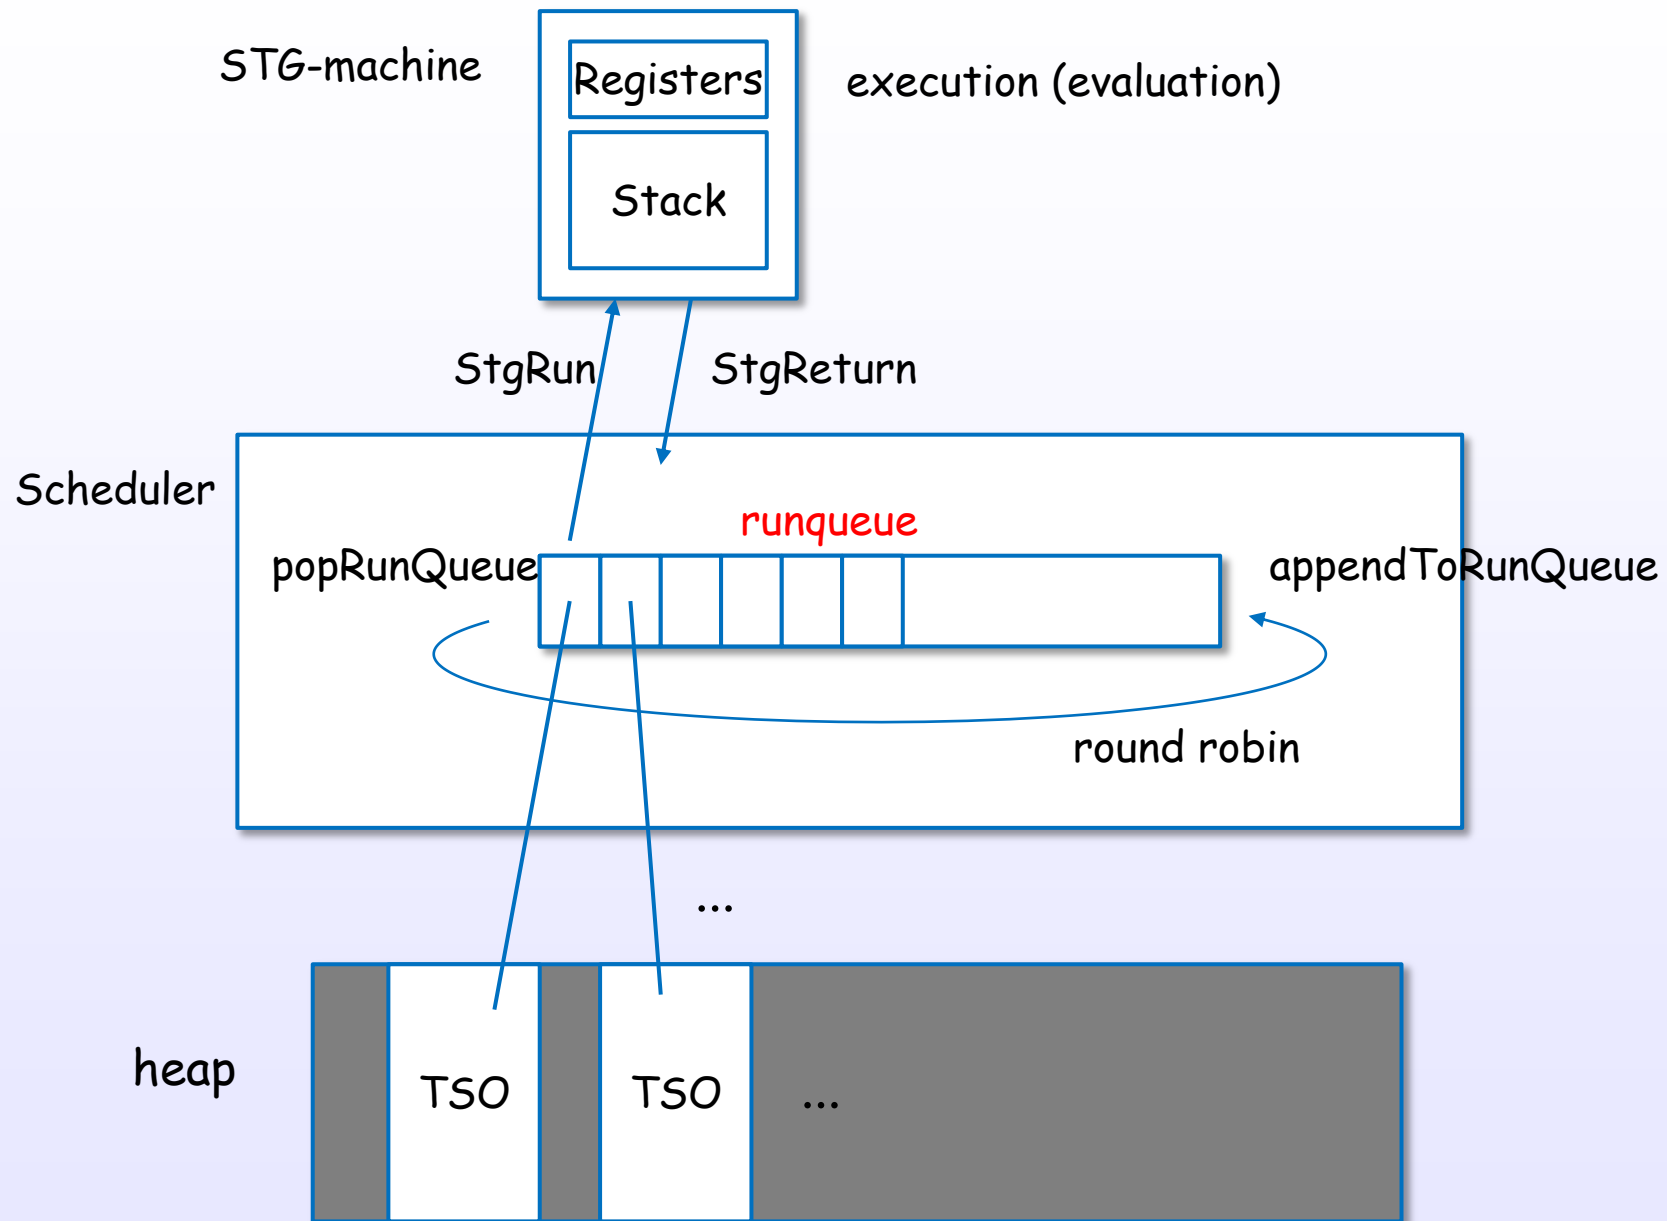 STG-machine
Registers
execution (evaluation)
Stack
StgRun
StgReturn
Scheduler
runqueue
popRunQueue
appendToRunQueue
round robin
...
heap
TSO
TSO
...